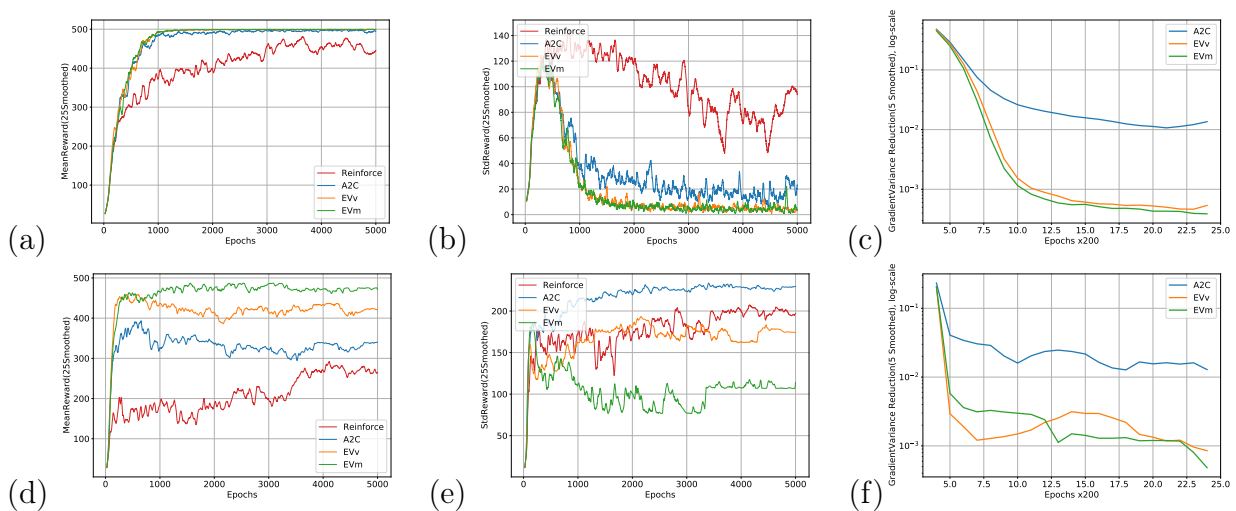 (a)
MeanReward(25Smoothed)
500
400
300
200
100
0 1000 2000 3000 4000 5000
Epochs
Reinforce
A2C
EVv
EVm
(b)
StdReward(25Smoothed)
140
120
100
80
60
40
20
0
0 1000 2000 3000 4000 5000
Epochs
Reinforce
A2C
EVv
EVm
(c)
GradientVariance Reduction(5 Smoothed), log-scale
10⁻¹
10⁻²
10⁻³
5.0 7.5 10.0 12.5 15.0 17.5 20.0 22.5 25.0
Epochs x200
A2C
EVv
EVm
(d)
MeanReward(25Smoothed)
500
400
300
200
100
0 1000 2000 3000 4000 5000
Epochs
Reinforce
A2C
EVv
EVm
(e)
StdReward(25Smoothed)
200
150
100
50
0 1000 2000 3000 4000 5000
Epochs
Reinforce
A2C
EVv
EVm
(f)
GradientVariance Reduction(5 Smoothed), log-scale
10⁻¹
10⁻²
10⁻³
5.0 7.5 10.0 12.5 15.0 17.5 20.0 22.5 25.0
Epochs x200
A2C
EVv
EVm